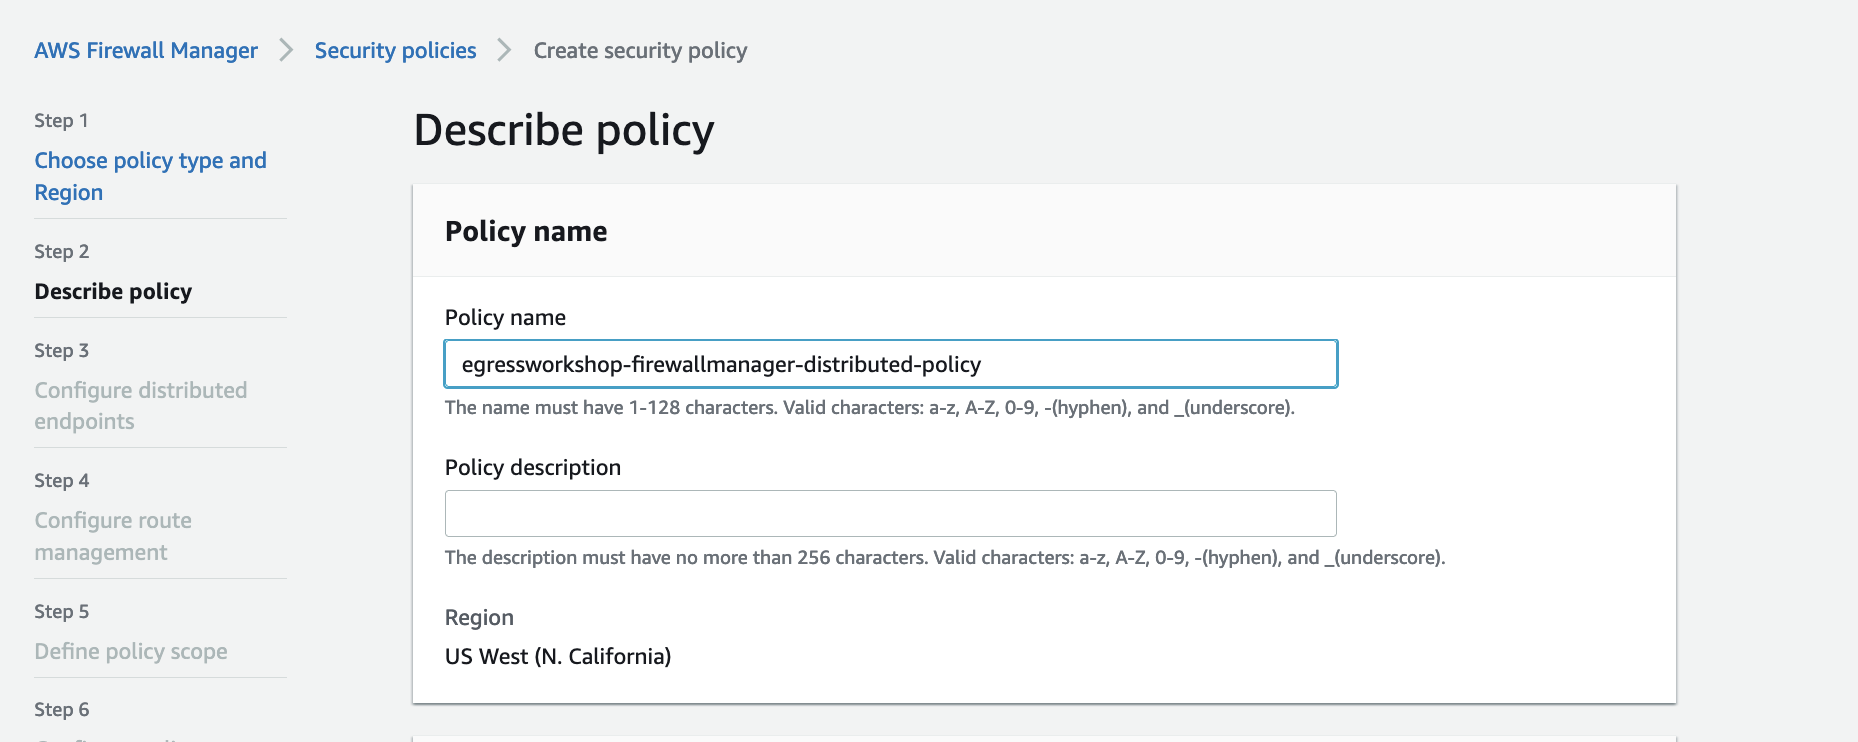 AWS Firewall Manager > Security policies > Create security policy
Step 1
Choose policy type and
Region
Step 2
Describe policy
Step 3
Configure distributed
endpoints
Step 4
Configure route
management
Step 5
Define policy scope
Step 6
Describe policy
Policy name
Policy name
egressworkshop-firewallmanager-distributed-policy
The name must have 1-128 characters. Valid characters: a-z, A-Z, 0-9, -(hyphen), and _(underscore).
Policy description
The description must have no more than 256 characters. Valid characters: a-z, A-Z, 0-9, -(hyphen), and _(underscore).
Region
US West (N. California)